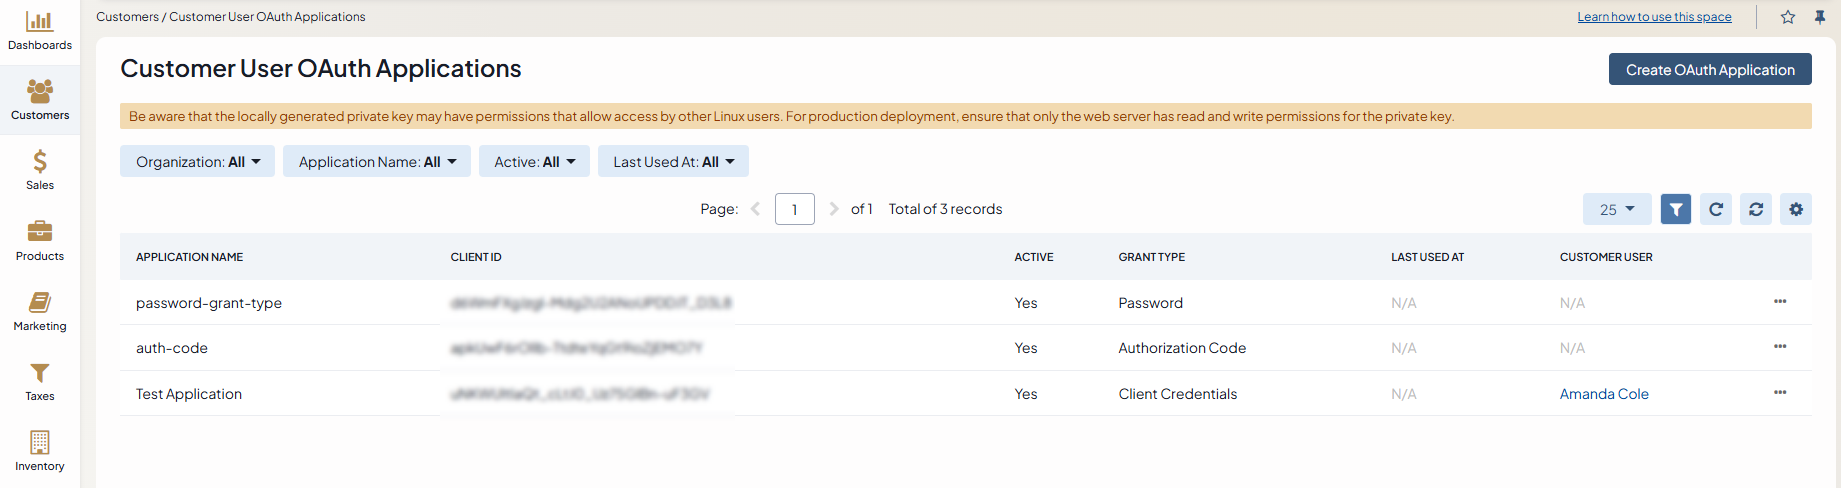 Dashboards
Customers
Sales
Products
Marketing
Taxes
Inventory
Customers / Customer User OAuth Applications
Learn how to use this space
Customer User OAuth Applications
Create OAuth Application
Be aware that the locally generated private key may have permissions that allow access by other Linux users. For production deployment, ensure that only the web server has read and write permissions for the private key.
Organization: All
Application Name: All
Active: All
Last Used At: All
Page: 1 of 1 Total of 3 records
25
APPLICATION NAME CLIENT ID ACTIVE GRANT TYPE LAST USED AT CUSTOMER USER
password-grant-type Yes Password N/A N/A
auth-code Yes Authorization Code N/A N/A
Test Application Yes Client Credentials N/A Amanda Cole